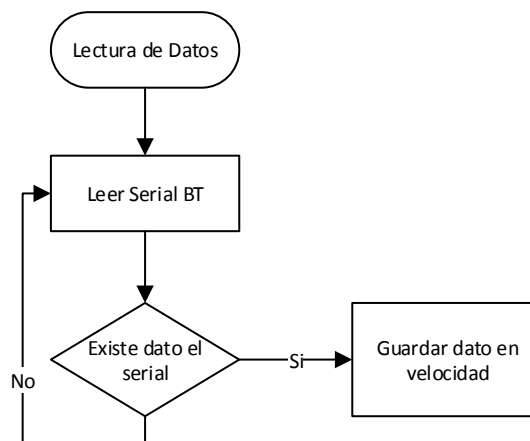 Lectura de Datos
Leer Serial BT
Existe dato el
serial
Si
Guardar dato en
velocidad
No